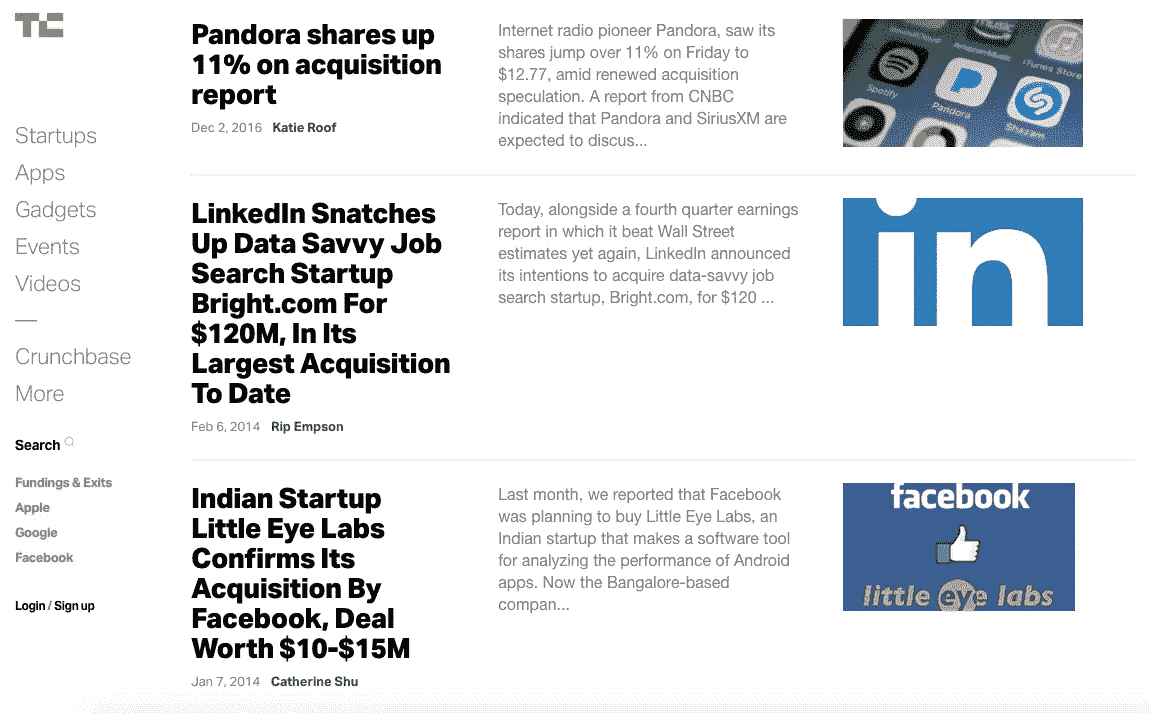 TC
Startups
Apps
Gadgets
Events
Videos
—
Crunchbase
More
Search
Fundings & Exits
Apple
Google
Facebook
Login / Sign up
Pandora shares up
11% on acquisition
report
Dec 2, 2016 Katie Roof
Internet radio pioneer Pandora, saw its
shares jump over 11% on Friday to
$12.77, amid renewed acquisition
speculation. A report from CNBC
indicated that Pandora and SiriusXM are
expected to discus...
iTunes Store
Spotify
Pandora
Shazam
LinkedIn Snatches
Up Data Savvy Job
Search Startup
Bright.com For
$120M, In Its
Largest Acquisition
To Date
Feb 6, 2014 Rip Empson
Today, alongside a fourth quarter earnings
report in which it beat Wall Street
estimates yet again, LinkedIn announced
its intentions to acquire data-savvy job
search startup, Bright.com, for $120 ...
in
Indian Startup
Little Eye Labs
Confirms Its
Acquisition By
Facebook, Deal
Worth $10-$15M
Jan 7, 2014 Catherine Shu
Last month, we reported that Facebook
was planning to buy Little Eye Labs, an
Indian startup that makes a software tool
for analyzing the performance of Android
apps. Now the Bangalore-based
compan...
facebook
little eye labs